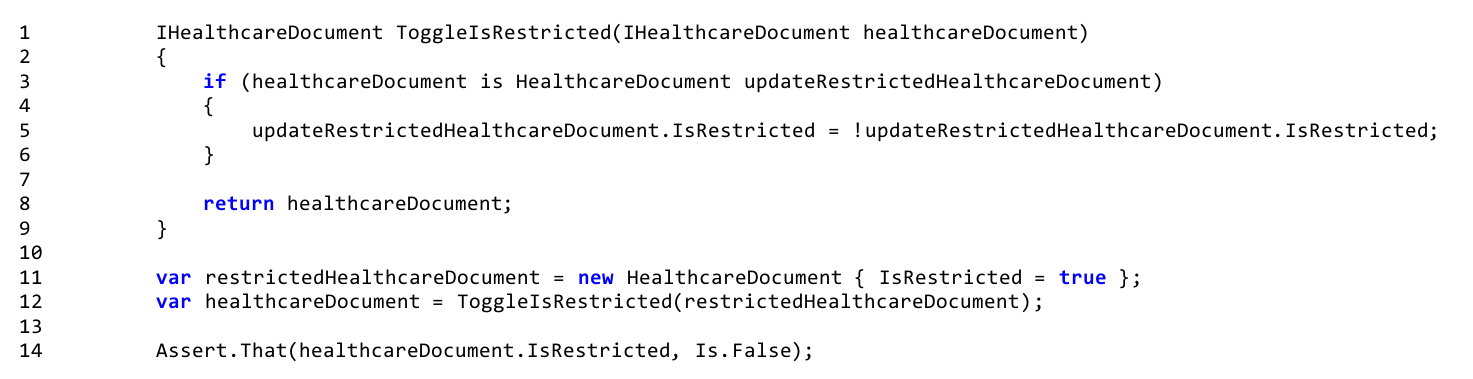 1 IHealthcareDocument ToggleIsRestricted(IHealthcareDocument healthcareDocument)
2 {
3 if (healthcareDocument is HealthcareDocument updateRestrictedHealthcareDocument)
4 {
5 updateRestrictedHealthcareDocument.IsRestricted = !updateRestrictedHealthcareDocument.IsRestricted;
6 }
7
8 return healthcareDocument;
9 }
10
11 var restrictedHealthcareDocument = new HealthcareDocument { IsRestricted = true };
12 var healthcareDocument = ToggleIsRestricted(restrictedHealthcareDocument);
13
14 Assert.That(healthcareDocument.IsRestricted, Is.False);